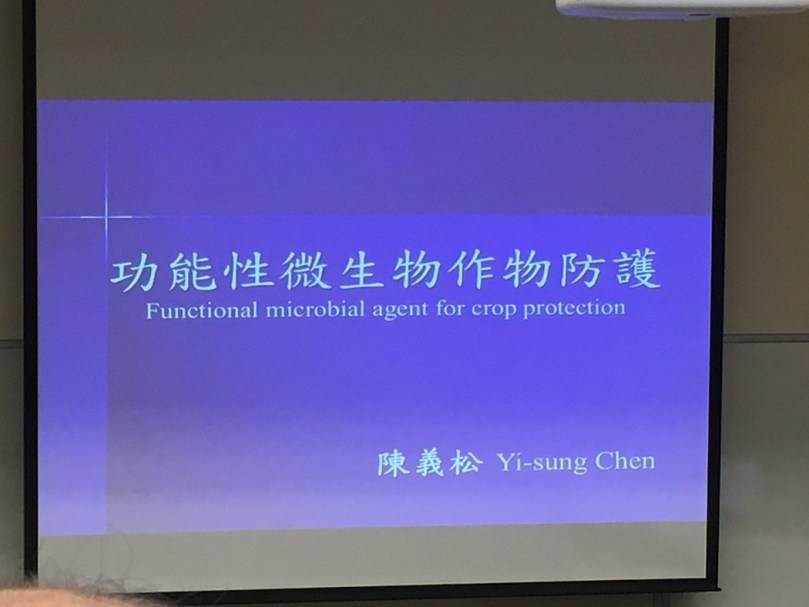 功能性微生物作物防護
Functional microbial agent for crop protection
陳義松 Yi-sung Chen